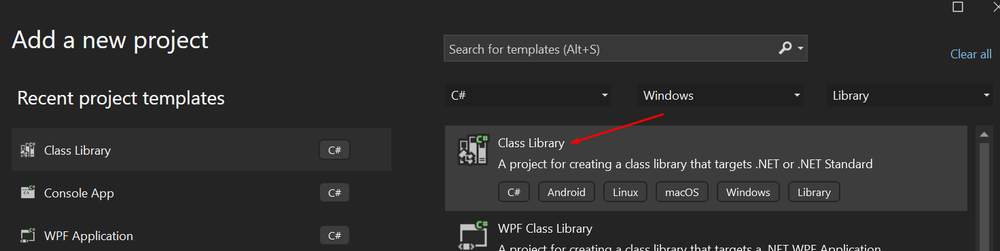 Add a new project
Search for templates (Alt+S)
Clear all
Recent project templates
C#
Windows
Library
Class Library
C#
Console App
C#
WPF Application
C#
Class Library
A project for creating a class library that targets .NET or .NET Standard
C# Android Linux macOS Windows Library
WPF Class Library
A project for creating a class library that targets a .NET WPF Application